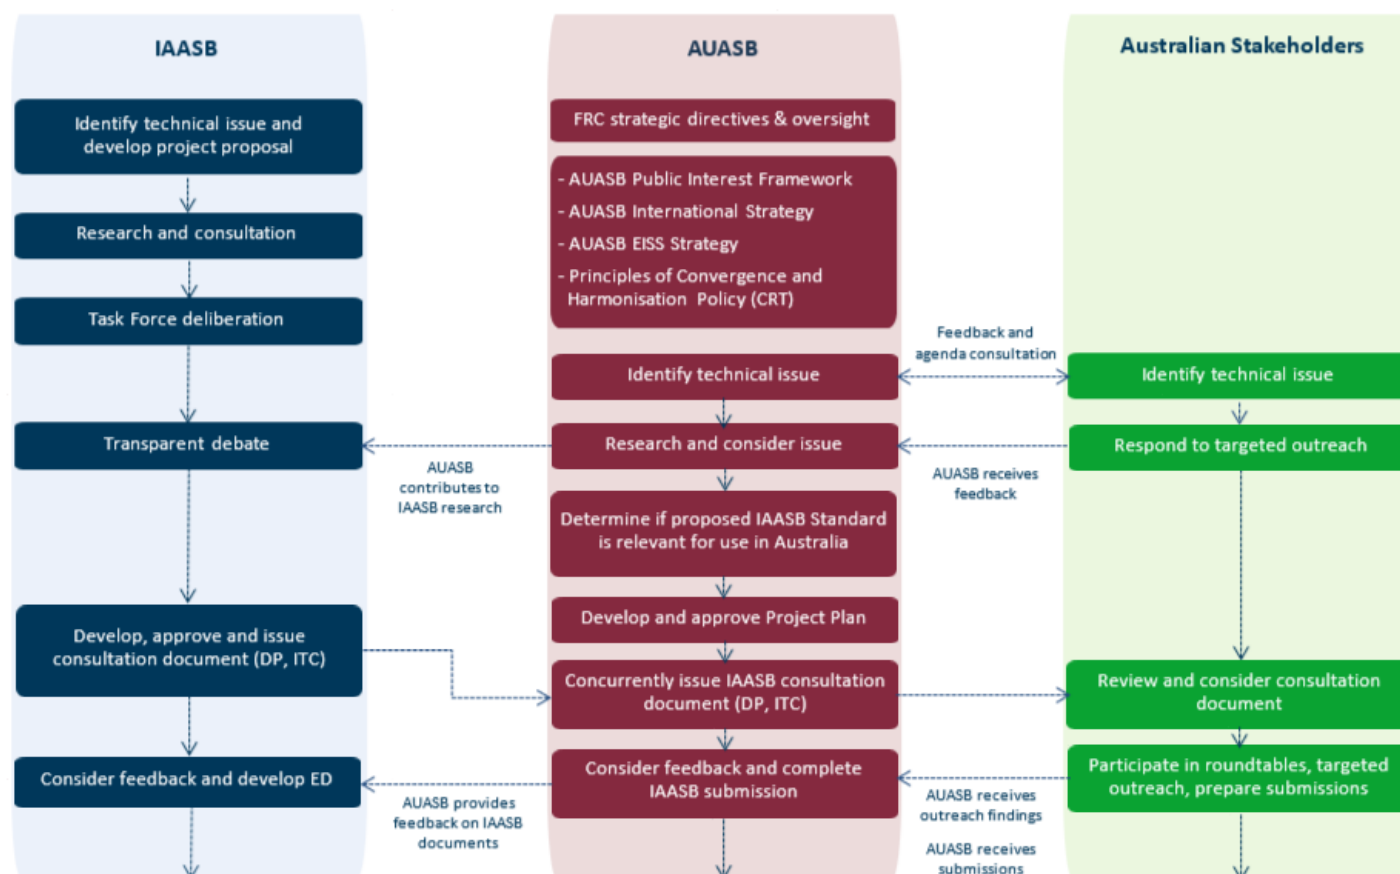 IAASB
AUASB
Australian Stakeholders
Identify technical issue and
develop project proposal
Research and consultation
Task Force deliberation
Transparent debate
Develop, approve and issue
consultation document (DP, ITC)
Consider feedback and develop ED
AUASB
contributes to
IAASB research
AUASB provides
feedback on IAASB
documents
FRC strategic directives & oversight
- AUASB Public Interest Framework
- AUASB International Strategy
- AUASB EISS Strategy
- Principles of Convergence and
Harmonisation Policy (CRT)
Identify technical issue
Research and consider issue
Determine if proposed IAASB Standard
is relevant for use in Australia
Develop and approve Project Plan
Concurrently issue IAASB consultation
document (DP, ITC)
Consider feedback and complete
IAASB submission
Feedback and
agenda consultation
AUASB receives
feedback
AUASB receives
outreach findings
AUASB receives
submissions
Identify technical issue
Respond to targeted outreach
Review and consider consultation
document
Participate in roundtables, targeted
outreach, prepare submissions